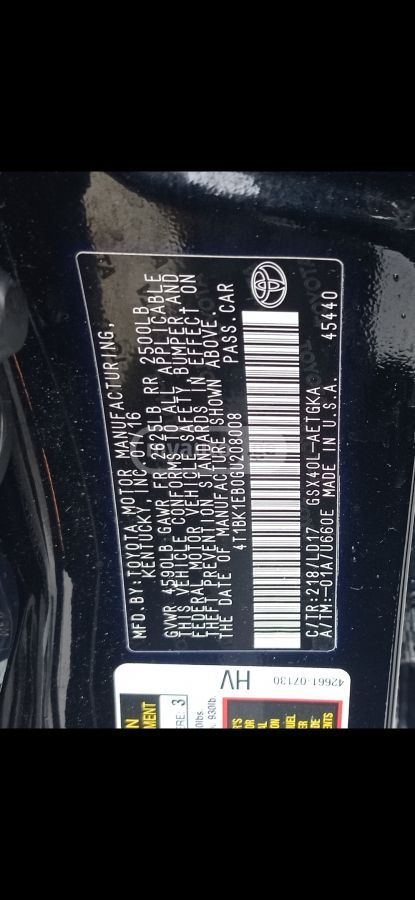 MFD.BY:TOYOTA MOTOR MANUFACTURING,
KENTUCKY, INC. 01/16
GVWR 4590LB GAWR FR 2625LB RR 2500LB
THIS VEHICLE CONFORMS TO ALL APPLICABLE
FEDERAL MOTOR VEHICLE SAFETY, BUMPER, AND
THEFT PREVENTION STANDARDS IN EFFECT ON
THE DATE OF MANUFACTURE SHOWN ABOVE.
4T1BK1EB0GU208008 PASS.CAR
C/TR:218/LD17 GSX40L-AETGKA
A/TM:-01A/U660E MADE IN U.S.A. 45440
TOYOTA
HV
42661-07130
3
930lb.